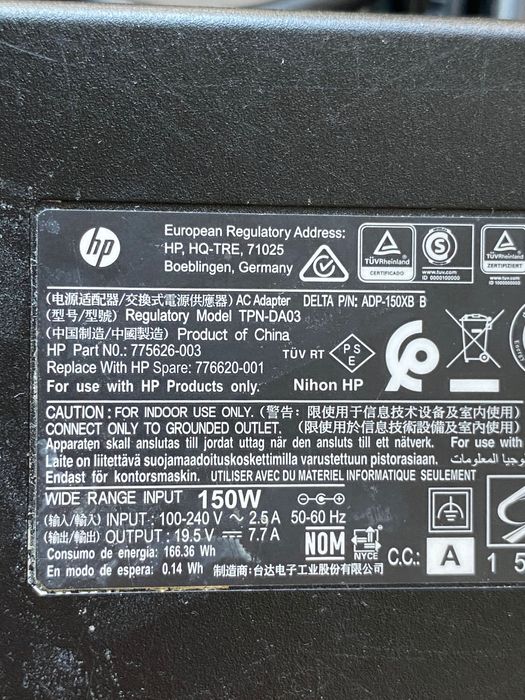 hp
European Regulatory Address:
HP, HQ-TRE, 71025
Boeblingen, Germany
TÜVRheinland
CERTIFICADO
S
www.tuv.com
ID 0000100000
TÜVRheinland
ZERTIFIZIERT
www.tuv.com
(电源适配器/交換式電源供應器) AC Adapter DELTA P/N: ADP-150XB B
(型号/型號) Regulatory Model TPN-DA03
(中国制造/中國製造) Product of China
HP Part No.: 775626-003
TÜV RT
PSE
Replace With HP Spare: 776620-001
For use with HP Products only.
Nihon HP
CAUTION : FOR INDOOR USE ONLY. (警告: 限使用于信息技术设备及室内使用)
CONNECT ONLY TO GROUNDED OUTLET. (限使用於信息技術設備及室內使用)
Apparaten skall anslutas till jordat uttag när den ansluts till ett nätverk. For use with
Laite on liitettävä suojamaadoituskoskettimilla varustettuun pistorasiaan.
Endast för kontorsmaskin. UTILISER AVEC DU MATERIEL INFORMATIQUE SEULEMENT
WIDE RANGE INPUT 150W
(输入/輸入) INPUT : 100-240 V ~ 2.5 A 50-60 Hz
(输出/輸出) OUTPUT : 19.5 V ⎓ 7.7 A
Consumo de energía: 166.36 Wh
En modo de espera: 0.14 Wh
制造商: 台达电子工业股份有限公司
NOM
NYCE
C.C.: A
1 5